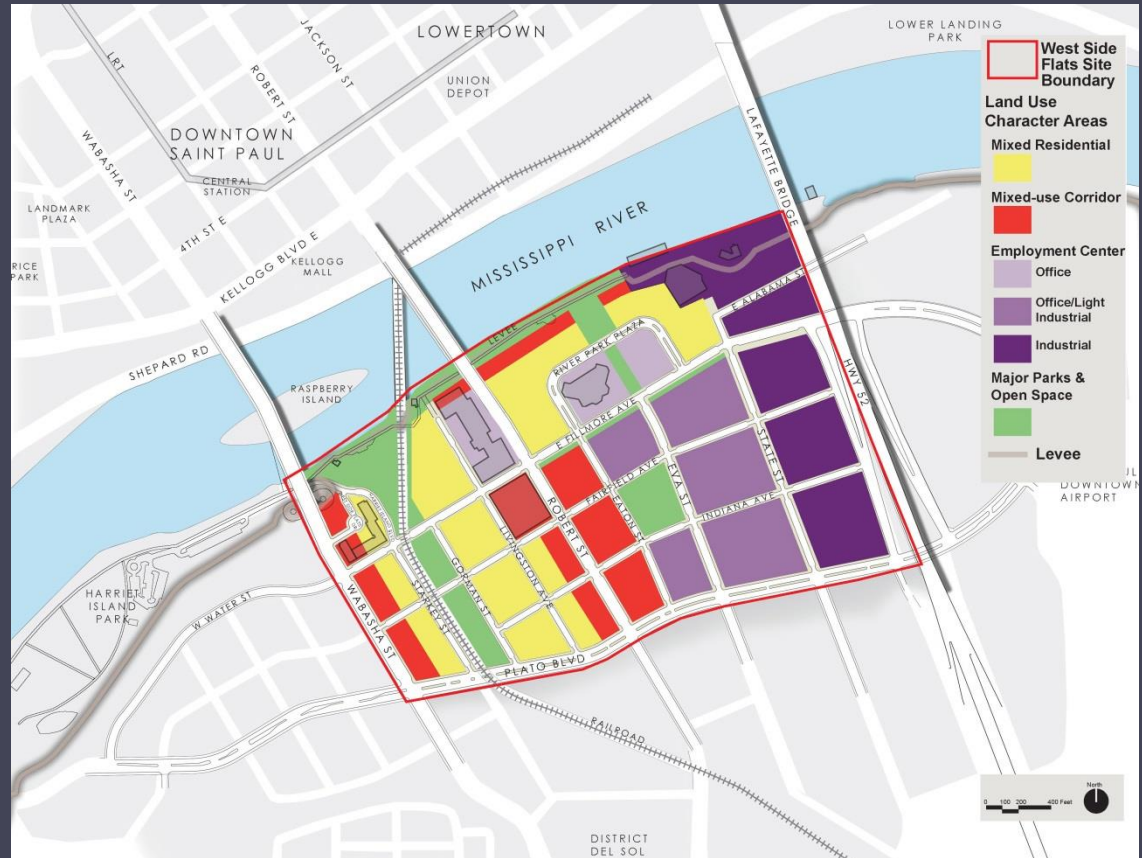 LOWERTOWN
LOWER LANDING
PARK
JACKSON ST
LRT
ROBERT ST
UNION
DEPOT
WABASHA ST
DOWNTOWN
SAINT PAUL
CENTRAL
STATION
LAFAYETTE BRIDGE
LANDMARK
PLAZA
4TH ST E
KELLOGG BLVD E
KELLOGG
MALL
RICE
PARK
MISSISSIPPI RIVER
SHEPARD RD
RASPBERRY
ISLAND
LEVEE
RIVER PARK PLAZA
E ALABAMA ST
HWY 52
E FILLMORE AVE
FAIRFIELD AVE
EVA ST
STATE ST
INDIANA AVE
ROBERT ST
EATON ST
LIVINGSTON AVE
GORMAN ST
STARKEY ST
WABASHA ST
PLATO BLVD
HARRIET
ISLAND
PARK
W WATER ST
RAILROAD
DISTRICT
DEL SOL
DOWNTOWN
AIRPORT
West Side
Flats Site
Boundary
Land Use
Character Areas
Mixed Residential
Mixed-use Corridor
Employment Center
Office
Office/Light
Industrial
Industrial
Major Parks &
Open Space
Levee
North
0 100 200 400 Feet